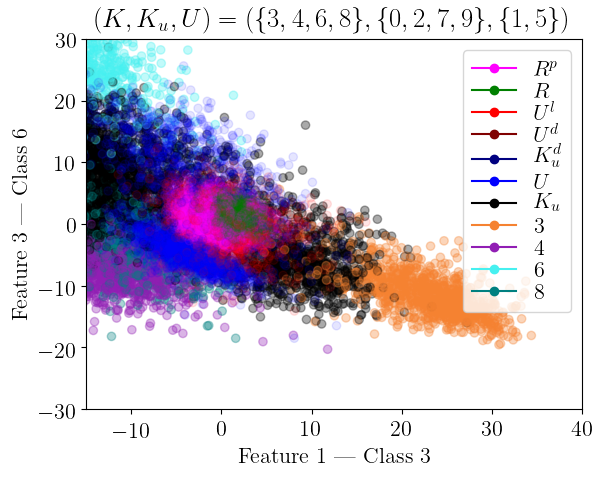 (K, K_u, U) = ({3, 4, 6, 8}, {0, 2, 7, 9}, {1, 5})
30
20
10
0
−10
−20
−30
Feature 3 — Class 6
R^p
R
U^l
U^d
K_u^d
U
K_u
3
4
6
8
−10
0
10
20
30
40
Feature 1 — Class 3